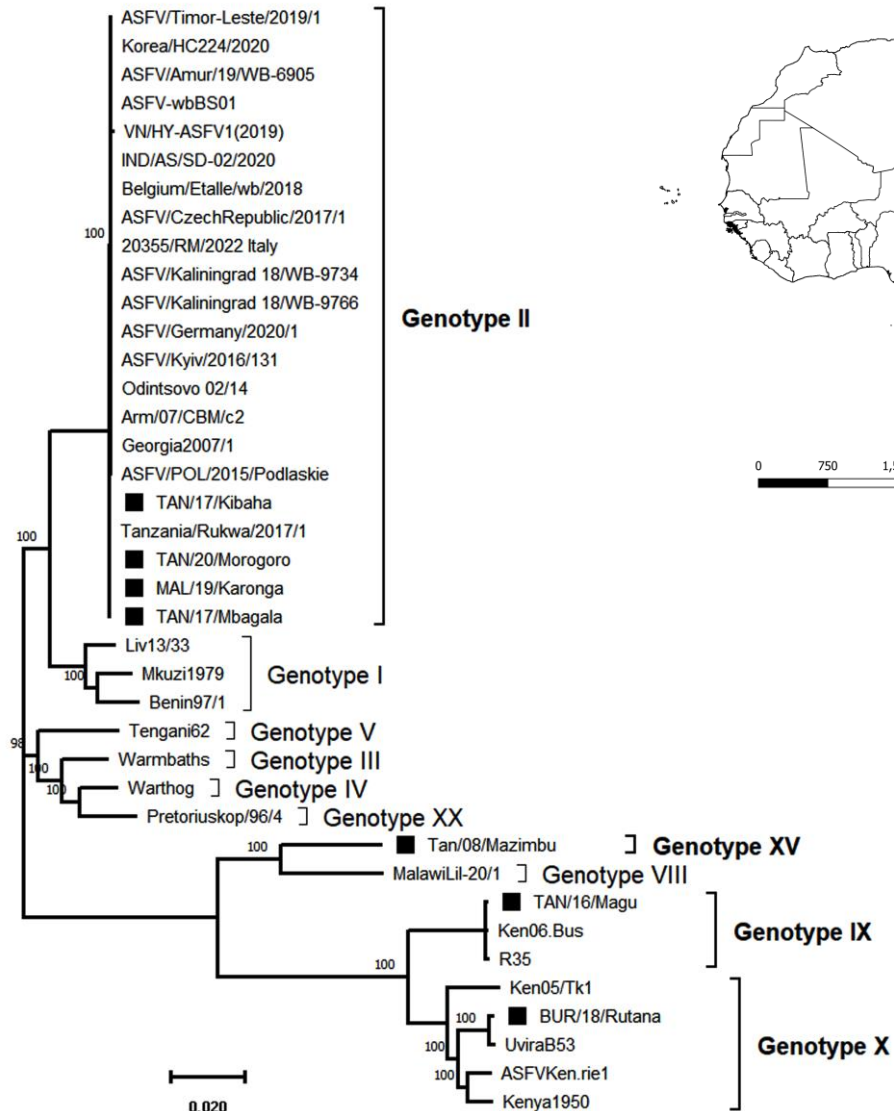 ASFV/Timor-Leste/2019/1
Korea/HC224/2020
ASFV/Amur/19/WB-6905
ASFV-wbBS01
VN/HY-ASFV1(2019)
IND/AS/SD-02/2020
Belgium/Etalle/wb/2018
ASFV/CzechRepublic/2017/1
100
20355/RM/2022 Italy
ASFV/Kaliningrad 18/WB-9734
ASFV/Kaliningrad 18/WB-9766
Genotype II
ASFV/Germany/2020/1
ASFV/Kyiv/2016/131
Odintsovo 02/14
Arm/07/CBM/c2
Georgia2007/1
ASFV/POL/2015/Podlaskie
0 750 1,5
TAN/17/Kibaha
Tanzania/Rukwa/2017/1
100
TAN/20/Morogoro
MAL/19/Karonga
TAN/17/Mbagala
Liv13/33
100
Mkuzi1979
Genotype I
Benin97/1
Tengani62
Genotype V
98
100
Warmbaths
Genotype III
100
Warthog
Genotype IV
Pretoriuskop/96/4
Genotype XX
100
Tan/08/Mazimbu
Genotype XV
MalawiLil-20/1
Genotype VIII
TAN/16/Magu
Ken06.Bus
Genotype IX
R35
100
Ken05/Tk1
100
BUR/18/Rutana
100
UviraB53
Genotype X
100
ASFVKen.rie1
Kenya1950
0.020